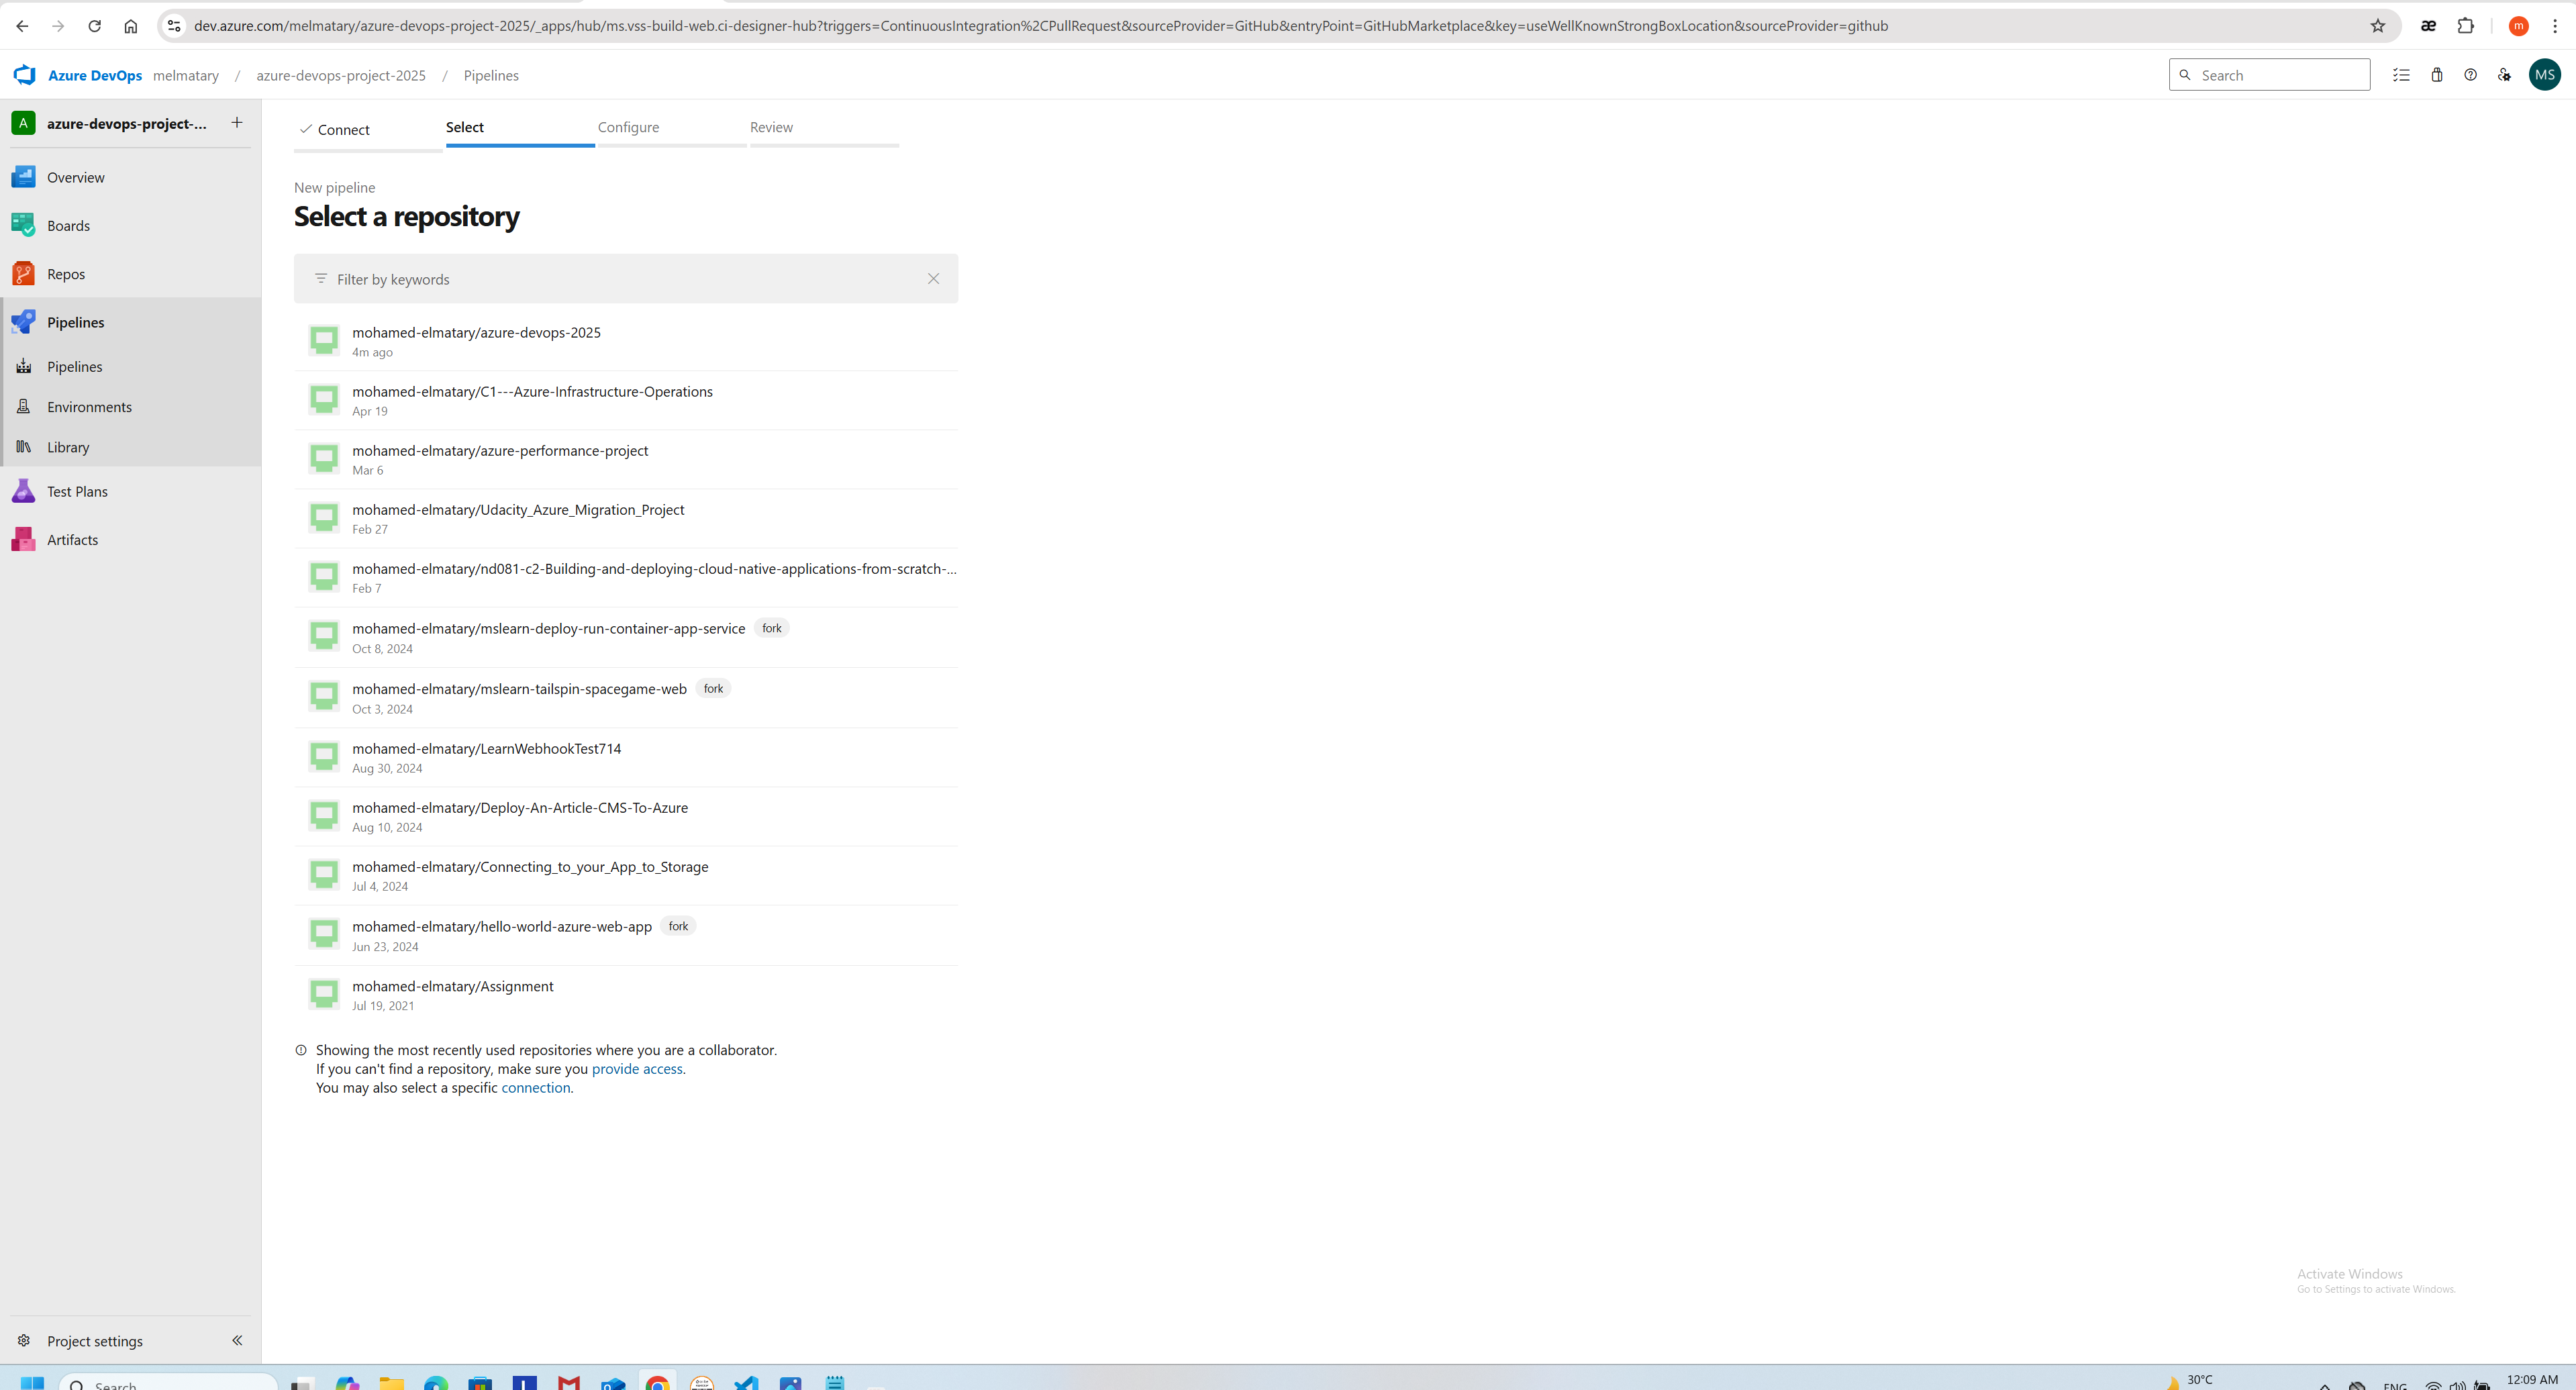 dev.azure.com/melmatary/azure-devops-project-2025/_apps/hub/ms.vss-build-web.ci-designer-hub?triggers=ContinuousIntegration%2CPullRequest&sourceProvider=GitHub&entryPoint=GitHubMarketplace&key=useWellKnownStrongBoxLocation&sourceProvider=github
æ
m
Azure DevOps melmatary / azure-devops-project-2025 / Pipelines
Search
MS
A azure-devops-project-... +
Overview
Boards
Repos
Pipelines
Pipelines
Environments
Library
Test Plans
Artifacts
Project settings
Connect Select Configure Review
New pipeline
Select a repository
Filter by keywords
mohamed-elmatary/azure-devops-2025
4m ago
mohamed-elmatary/C1---Azure-Infrastructure-Operations
Apr 19
mohamed-elmatary/azure-performance-project
Mar 6
mohamed-elmatary/Udacity_Azure_Migration_Project
Feb 27
mohamed-elmatary/nd081-c2-Building-and-deploying-cloud-native-applications-from-scratch-...
Feb 7
mohamed-elmatary/mslearn-deploy-run-container-app-service fork
Oct 8, 2024
mohamed-elmatary/mslearn-tailspin-spacegame-web fork
Oct 3, 2024
mohamed-elmatary/LearnWebhookTest714
Aug 30, 2024
mohamed-elmatary/Deploy-An-Article-CMS-To-Azure
Aug 10, 2024
mohamed-elmatary/Connecting_to_your_App_to_Storage
Jul 4, 2024
mohamed-elmatary/hello-world-azure-web-app fork
Jun 23, 2024
mohamed-elmatary/Assignment
Jul 19, 2021
Showing the most recently used repositories where you are a collaborator.
If you can't find a repository, make sure you provide access.
You may also select a specific connection.
Activate Windows
Go to Settings to activate Windows.
Search
30°C
ENG
12:09 AM